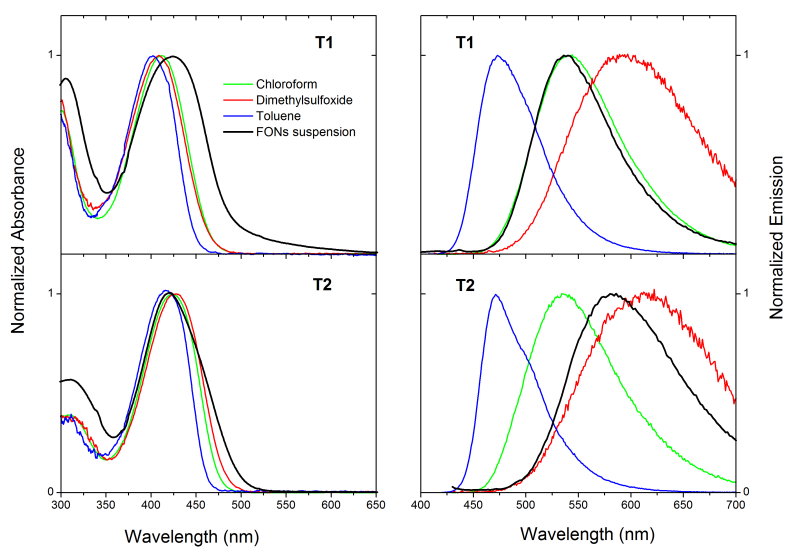 T1
T1
1
1
Chloroform
Dimethylsulfoxide
Toluene
FONs suspension
Normalized Absorbance
Normalized Emission
T2
T2
1
1
0
0
300 350 400 450 500 550 600 650
400 450 500 550 600 650 700
Wavelength (nm)
Wavelength (nm)